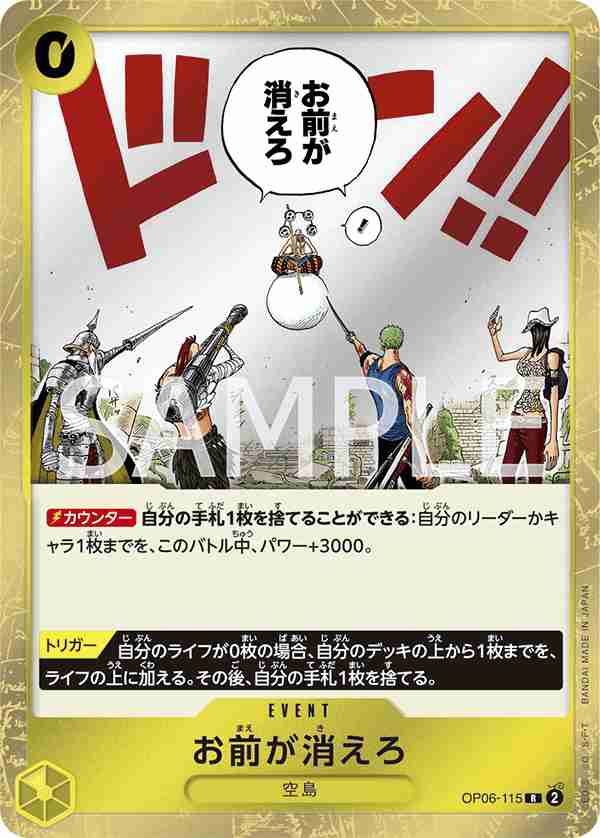 0
ドン!!
お前が
消えろ
!
SAMPLE
カウンター 自分の手札1枚を捨てることができる:自分のリーダーかキ
ャラ1枚までを、このバトル中、パワー+3000。
トリガー 自分のライフが0枚の場合、自分のデッキの上から1枚までを、
ライフの上に加える。その後、自分の手札1枚を捨てる。
EVENT
お前が消えろ
空島
OP06-115 R 2
BANDAI MADE IN JAPAN